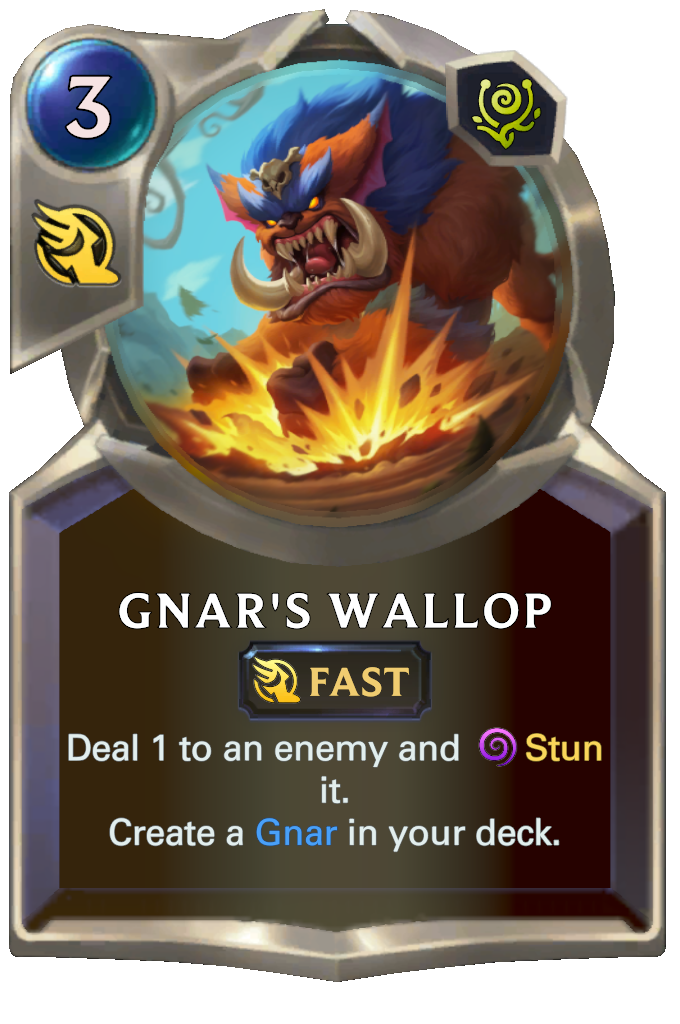 3
GNAR'S WALLOP
FAST
Deal 1 to an enemy and Stun
it.
Create a Gnar in your deck.